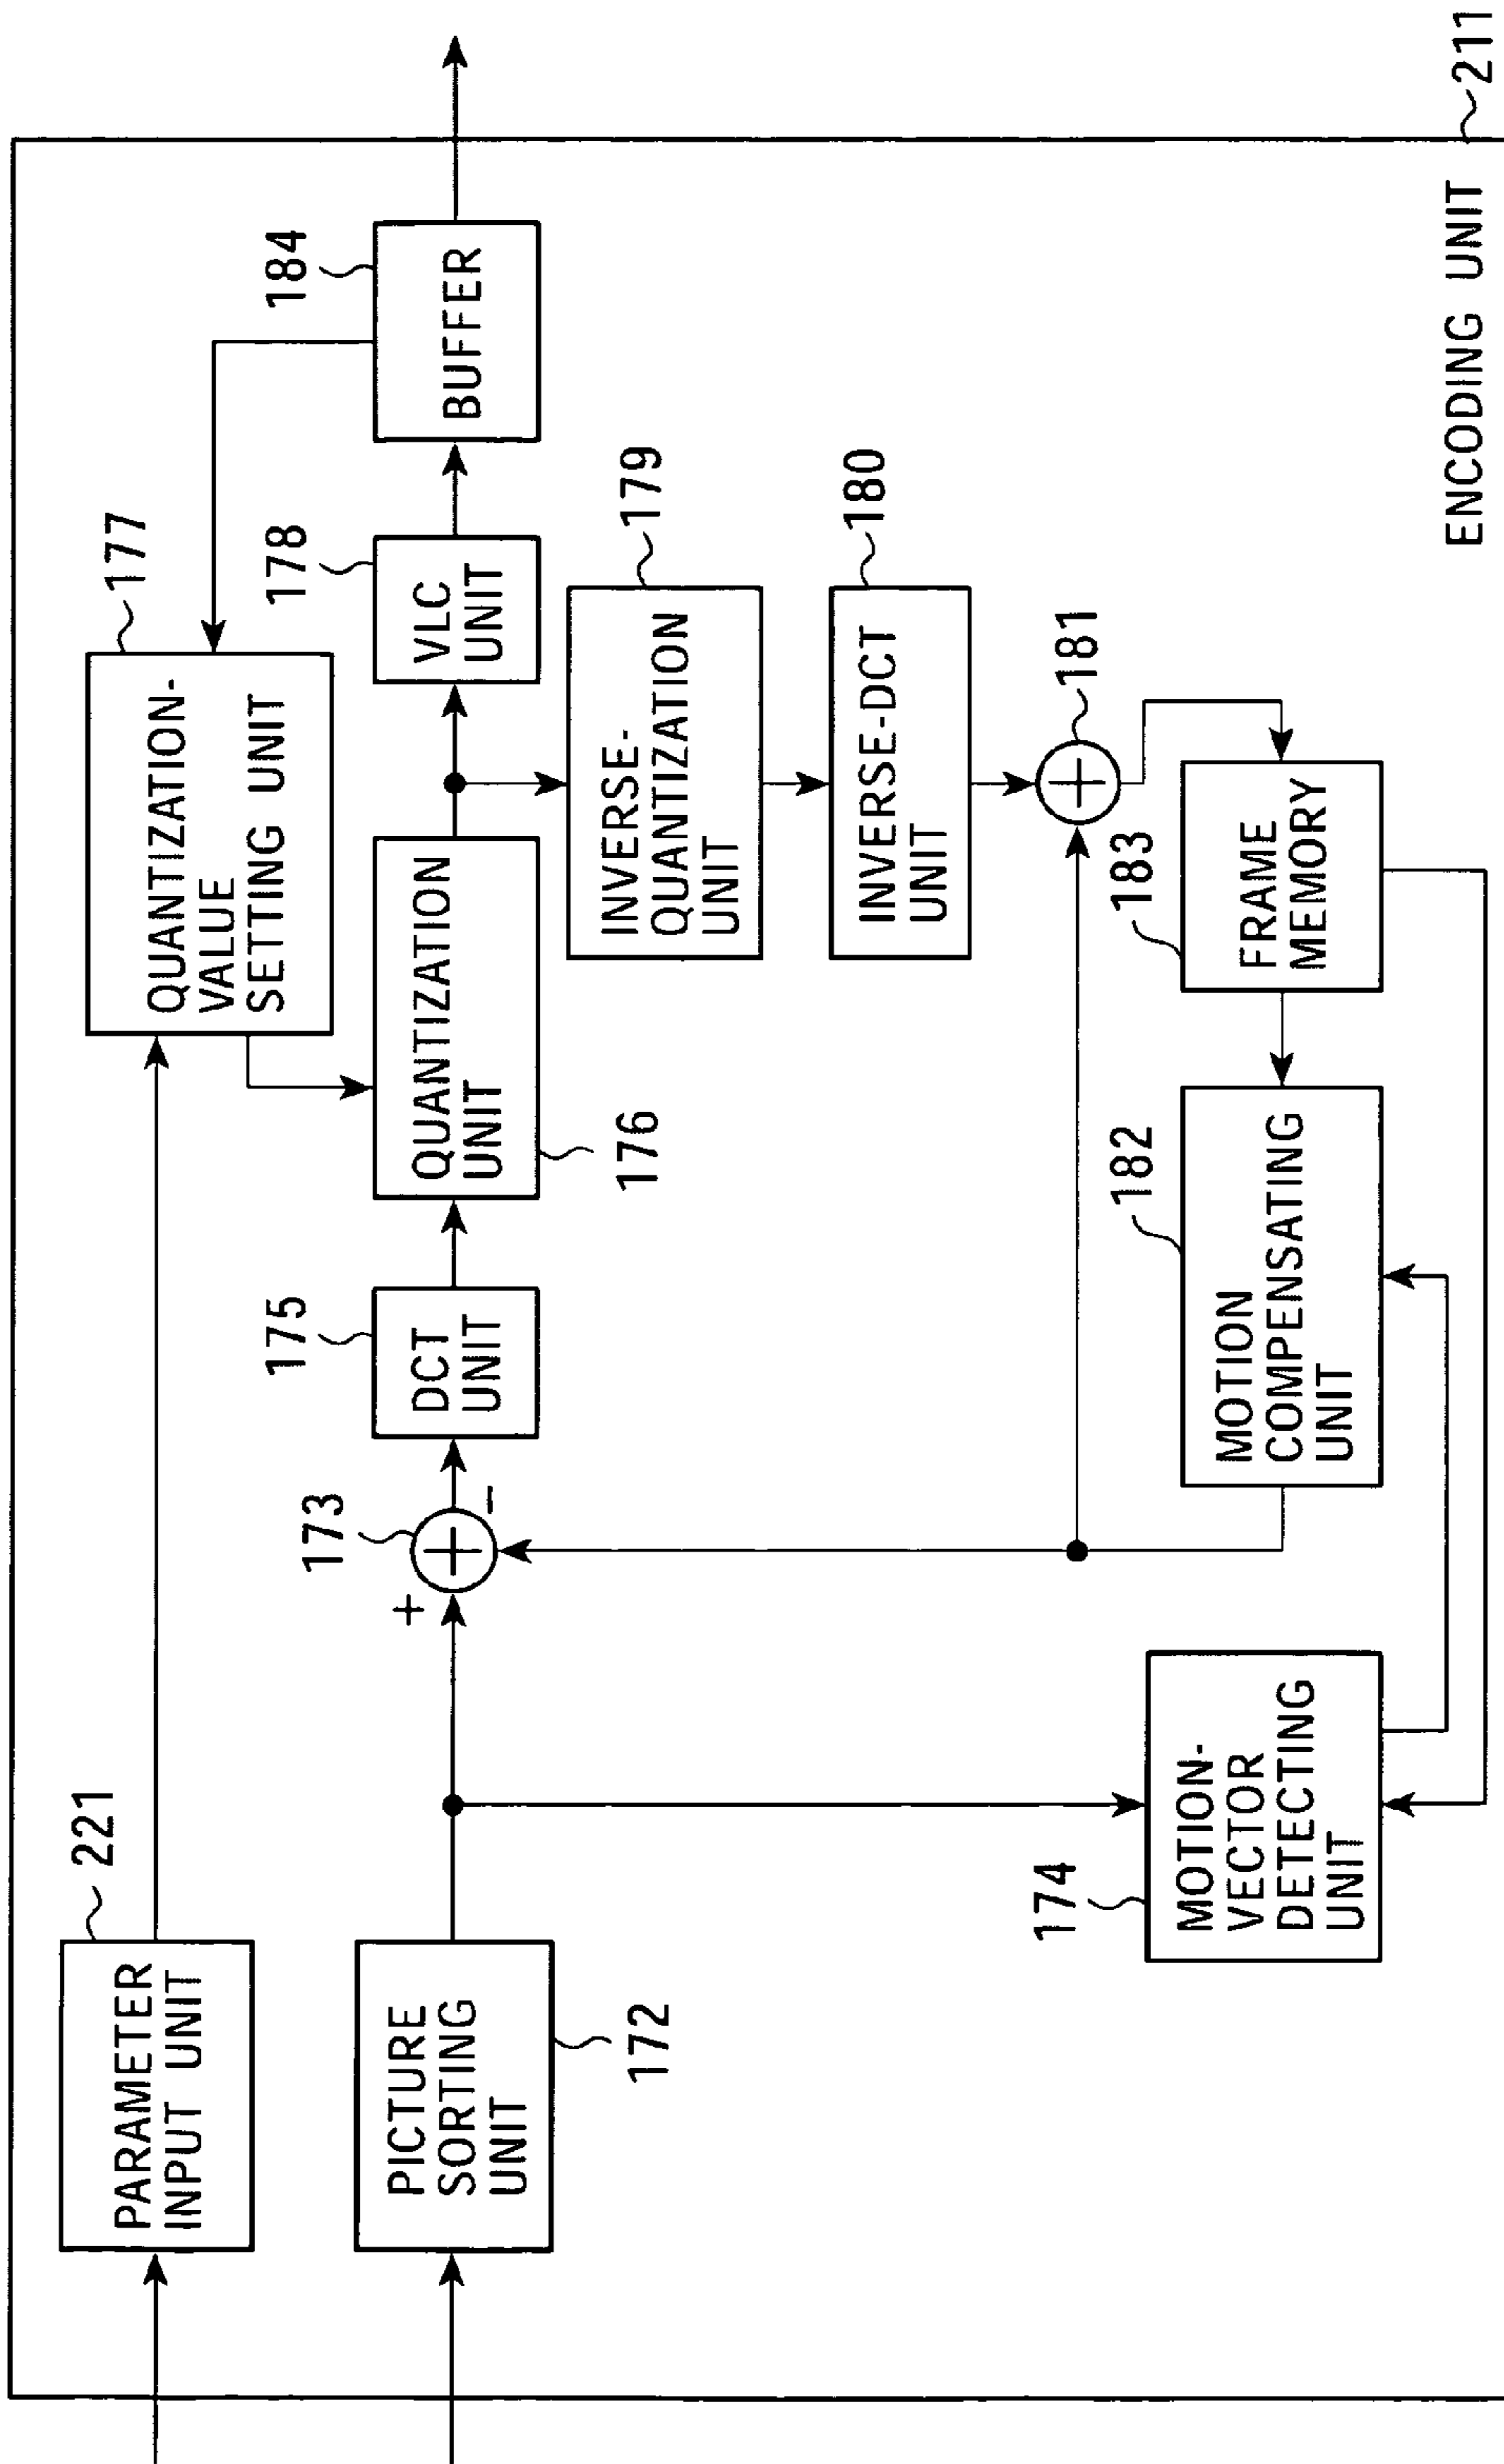 221
PARAMETER
INPUT UNIT
177
QUANTIZATION-
VALUE
SETTING UNIT
PICTURE
SORTING
UNIT
172
+
173
−
175
DCT
UNIT
QUANTIZATION
UNIT
176
178
VLC
UNIT
184
BUFFER
179
INVERSE-
QUANTIZATION
UNIT
180
INVERSE-DCT
UNIT
181
174
MOTION-
VECTOR
DETECTING
UNIT
182
MOTION
COMPENSATING
UNIT
183
FRAME
MEMORY
ENCODING UNIT
211